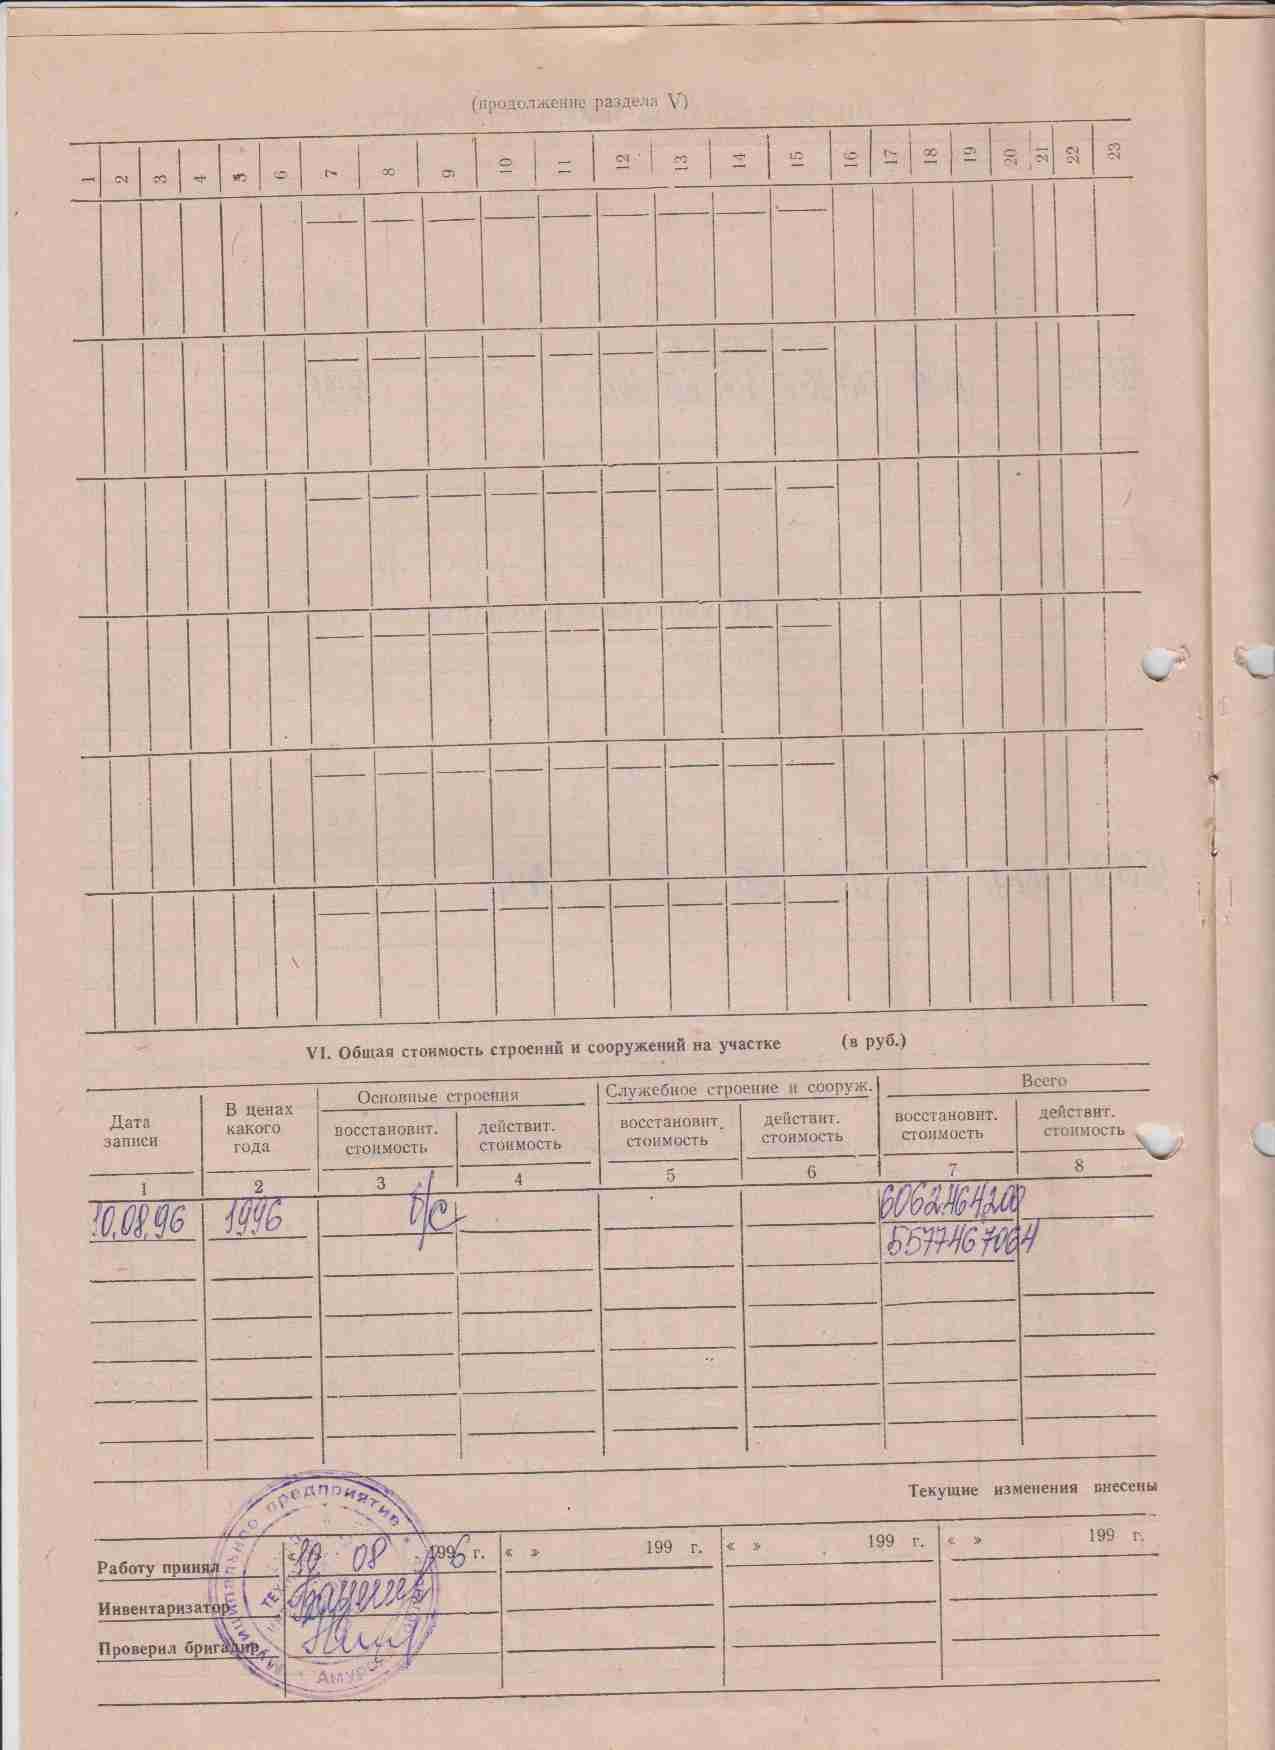 (продолжение раздела V)
1 2 3 4 5 6 7 8 9 10 11 12 13 14 15 16 17 18 19 20 21 22 23
VI. Общая стоимость строений и сооружений на участке (в руб.)
Дата записи
В ценах какого года
Основные строения
Служебное строение и сооруж.
Всего
восстановит. стоимость
действит. стоимость
восстановит. стоимость
действит. стоимость
восстановит. стоимость
действит. стоимость
1 2 3 4 5 6 7 8
10.08.96 1996 б/с 6062464200
5577467064
Текущие изменения внесены
Работу принял «10» 08 1996 г. « » 199 г. « » 199 г. « » 199 г.
Инвентаризатор
Проверил бригадир
предприятие